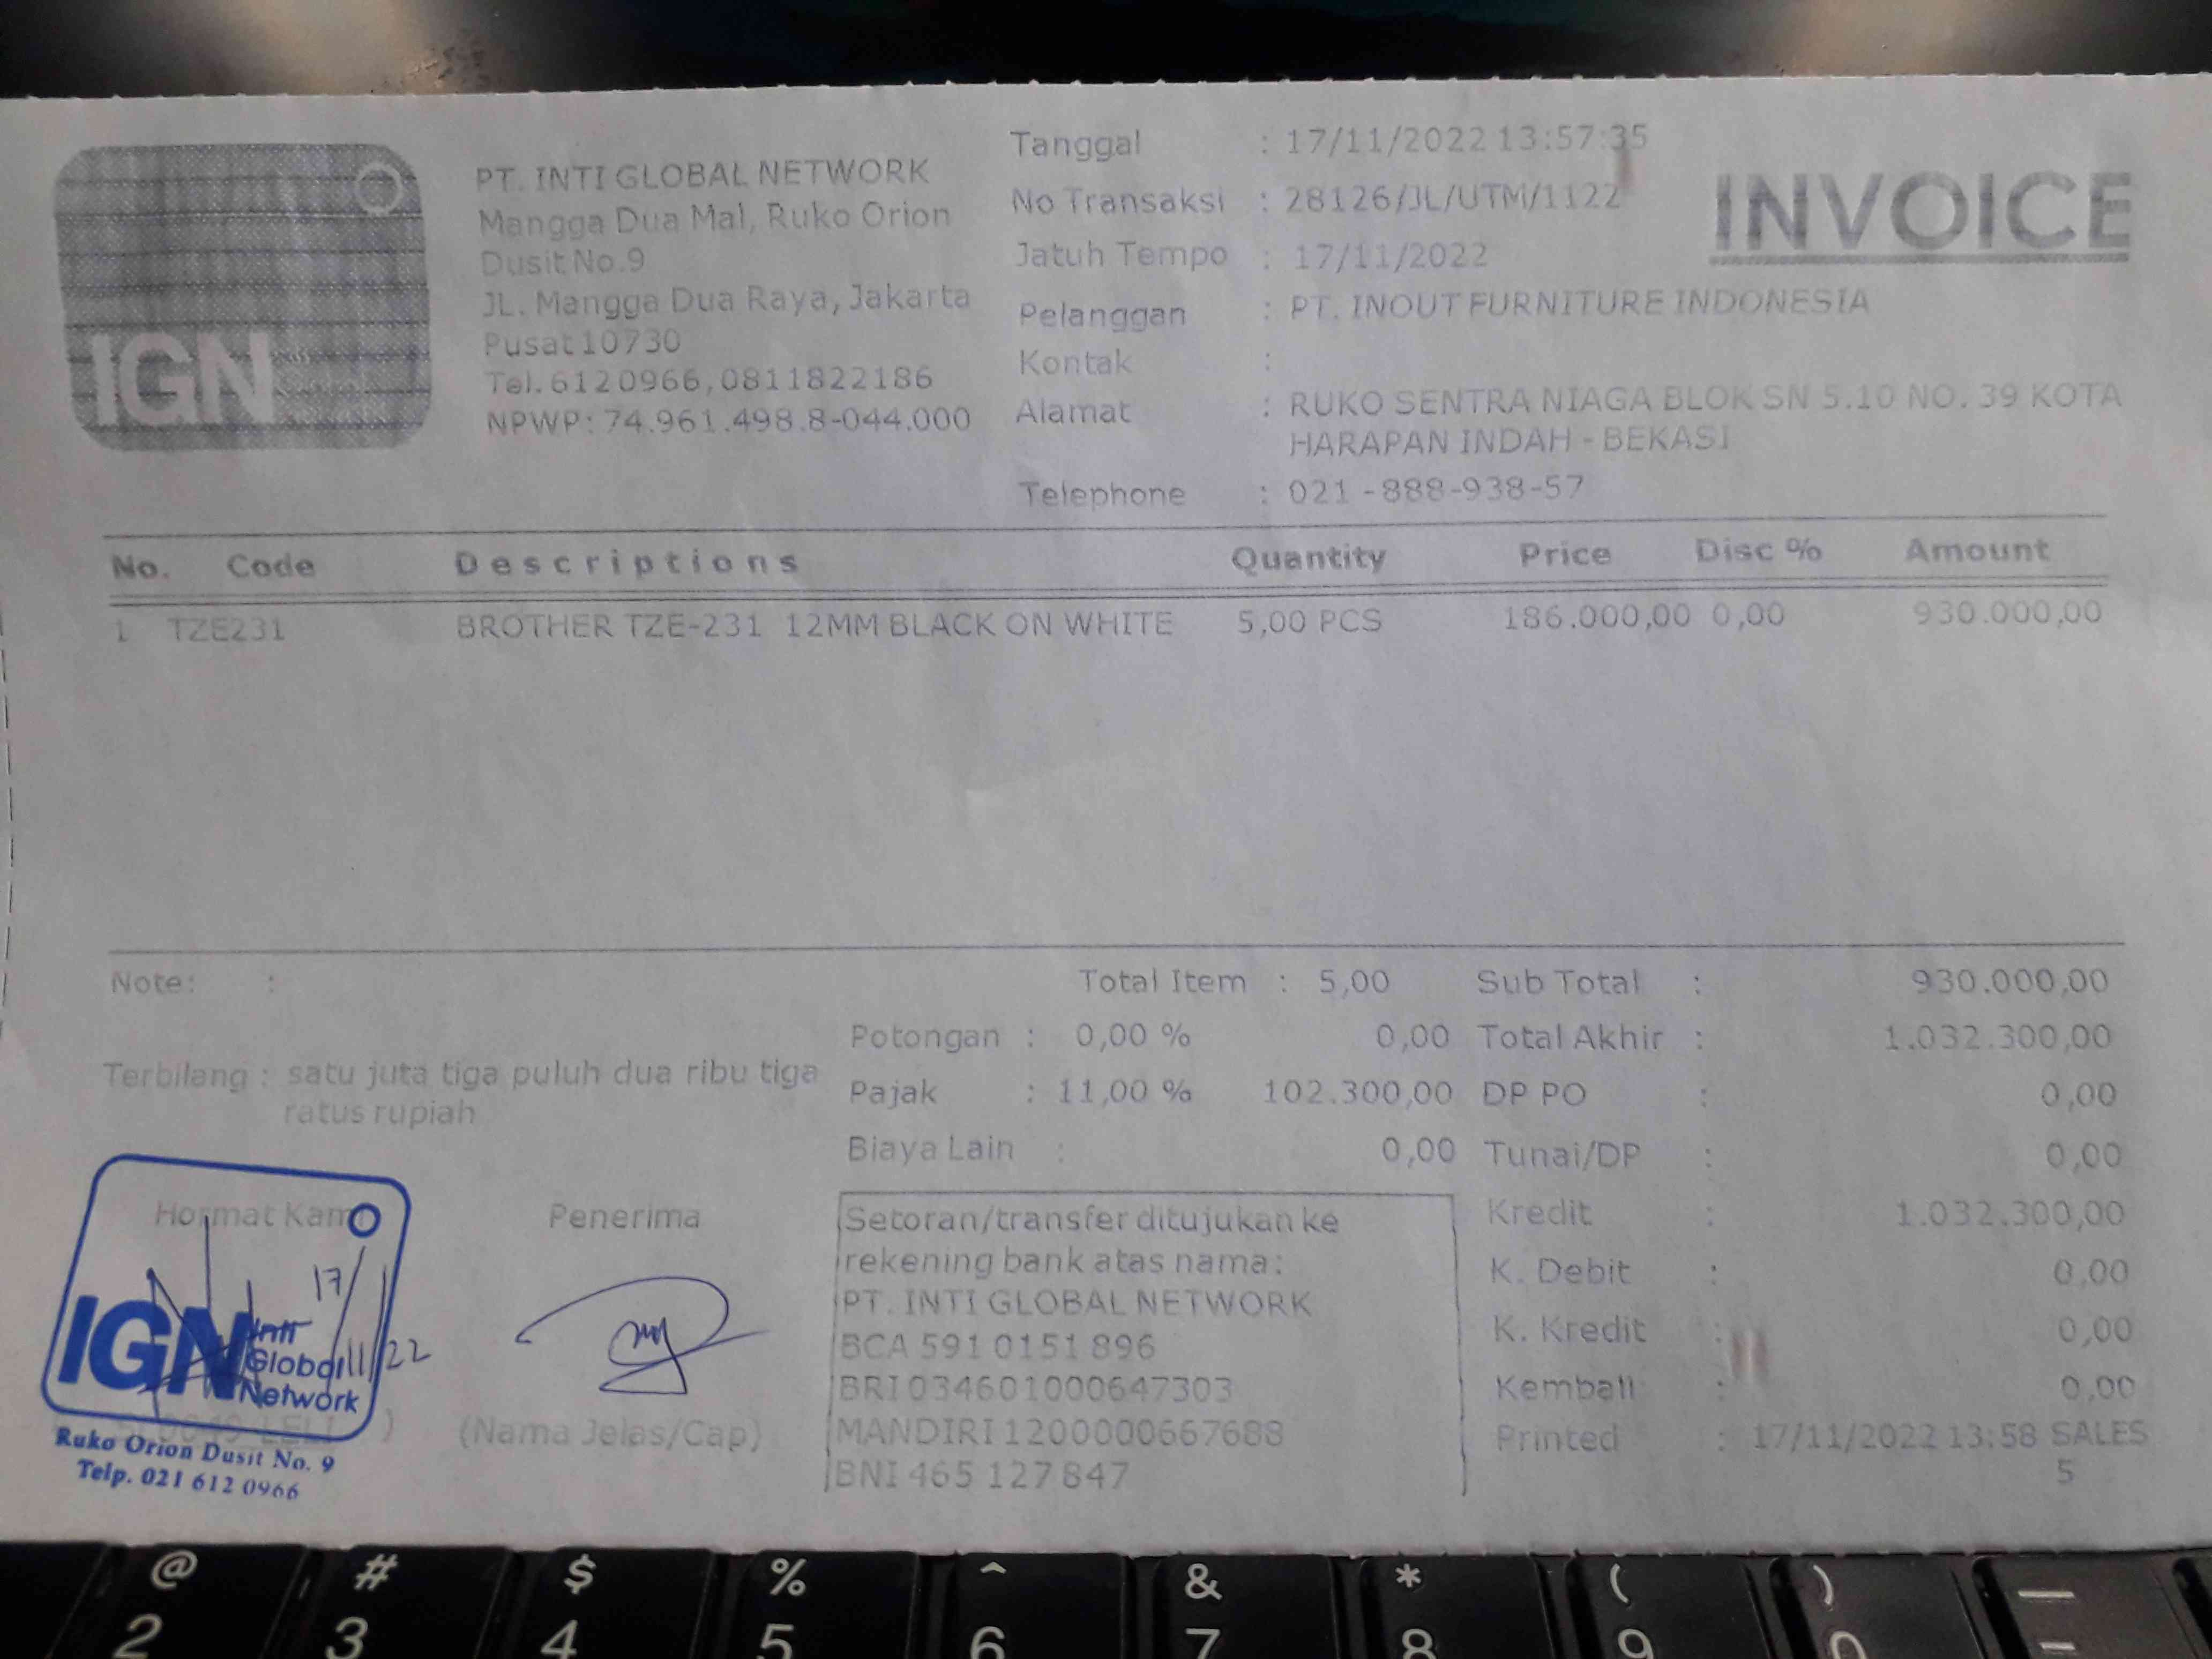 IGN
PT. INTI GLOBAL NETWORK
Mangga Dua Mal, Ruko Orion
Dusit No.9
JL. Mangga Dua Raya, Jakarta
Pusat 10730
Tel. 6120966, 0811822186
NPWP: 74.961.498.8-044.000
Tanggal : 17/11/2022 13:57:35
No Transaksi : 28126/JL/UTM/1122
Jatuh Tempo : 17/11/2022
Pelanggan : PT. INOUT FURNITURE INDONESIA
Kontak :
Alamat : RUKO SENTRA NIAGA BLOK SN 5.10 NO. 39 KOTA
HARAPAN INDAH - BEKASI
Telephone : 021 -888-938-57
INVOICE
No. Code Descriptions Quantity Price Disc % Amount
1 TZE231 BROTHER TZE-231 12MM BLACK ON WHITE 5,00 PCS 186.000,00 0,00 930.000,00
Note: :
Terbilang : satu juta tiga puluh dua ribu tiga
ratus rupiah
Total Item : 5,00
Potongan : 0,00 % 0,00
Pajak : 11,00 % 102.300,00
Biaya Lain : 0,00
Sub Total : 930.000,00
Total Akhir : 1.032.300,00
DP PO : 0,00
Tunai/DP : 0,00
Kredit : 1.032.300,00
K. Debit : 0,00
K. Kredit : 0,00
Kembali : 0,00
Printed : 17/11/2022 13:58 SALES
5
Hormat Kami
17/11/22
IGN Inti
Global
Network
LELI )
Ruko Orion Dusit No. 9
Telp. 021 612 0966
Penerima
(Nama Jelas/Cap)
Setoran/transfer ditujukan ke
rekening bank atas nama:
PT. INTI GLOBAL NETWORK
BCA 591 0151 896
BRI 034601000647303
MANDIRI 1200000667688
BNI 465 127 847
@ # $ % ^ & * ( ) _
2 3 4 5 6 7 8 9 0 -